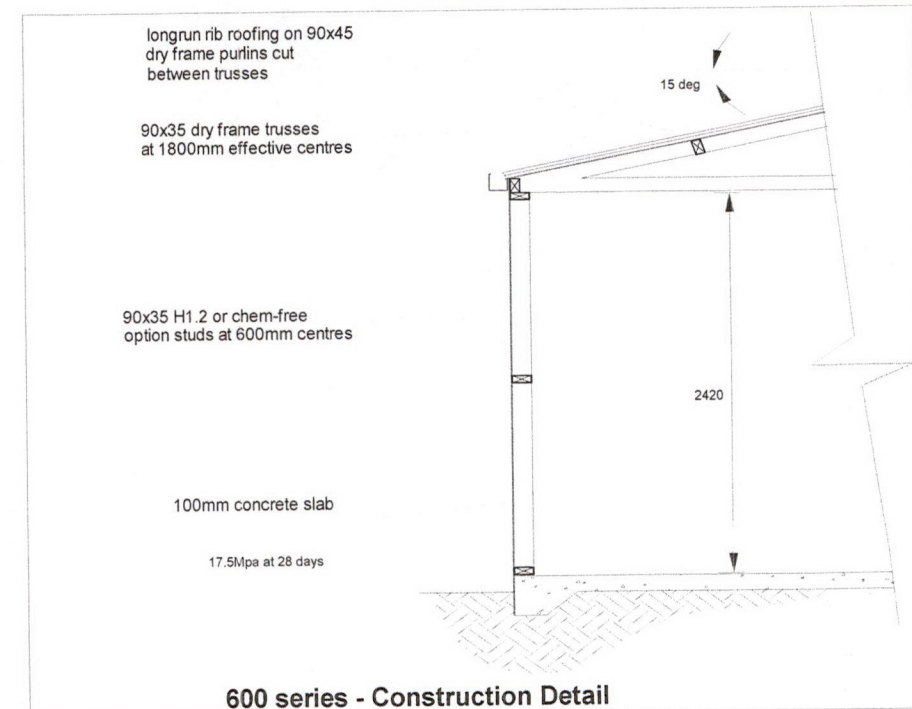 longrun rib roofing on 90x45
dry frame purlins cut
between trusses
15 deg
90x35 dry frame trusses
at 1800mm effective centres
90x35 H1.2 or chem-free
option studs at 600mm centres
2420
100mm concrete slab
17.5Mpa at 28 days
600 series - Construction Detail